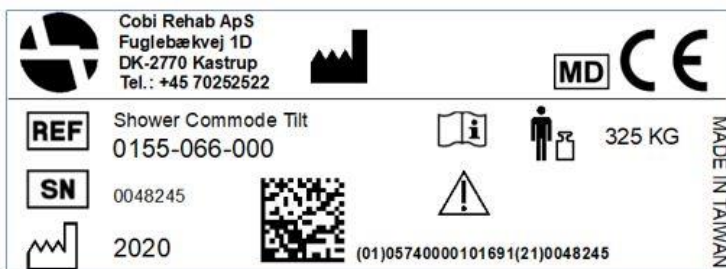 Cobi Rehab ApS
Fuglebækvej 1D
DK-2770 Kastrup
Tel.: +45 70252522
MD CE
REF Shower Commode Tilt
0155-066-000
325 KG
SN 0048245
2020
(01)05740000101691(21)0048245
MADE IN TAIWAN